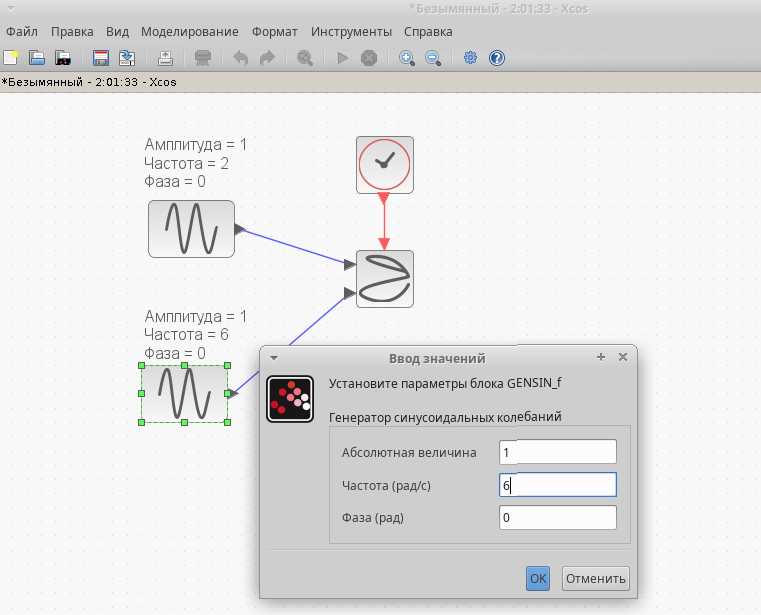 *Безымянный - 2:01:33 - Xcos
Файл Правка Вид Моделирование Формат Инструменты Справка
*Безымянный - 2:01:33 - Xcos
Амплитуда = 1
Частота = 2
Фаза = 0
Амплитуда = 1
Частота = 6
Фаза = 0
Ввод значений
Установите параметры блока GENSIN_f
Генератор синусоидальных колебаний
Абсолютная величина 1
Частота (рад/с) 6
Фаза (рад) 0
OK Отменить